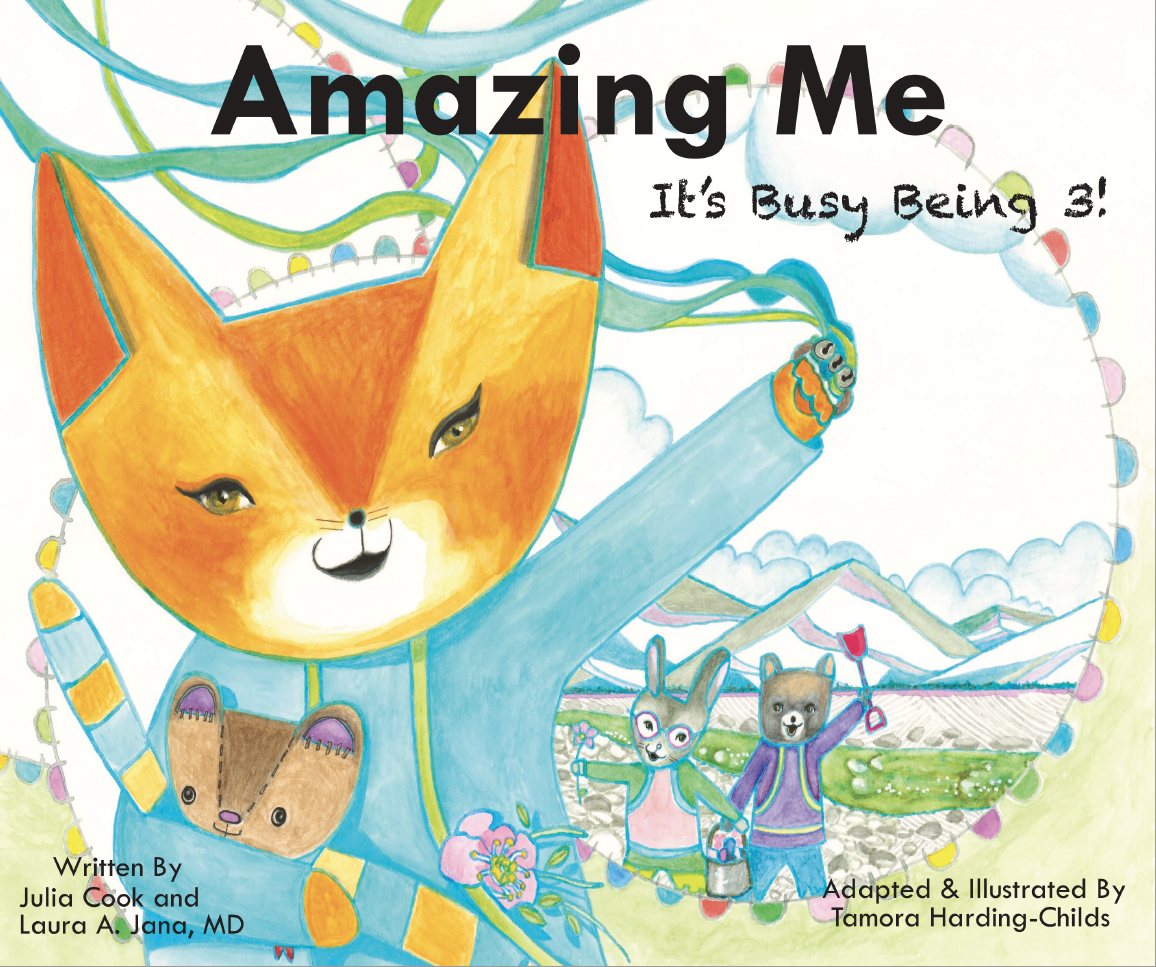 Amazing Me
It's Busy Being 3!
Written By
Julia Cook and
Laura A. Jana, MD
Adapted & Illustrated By
Tamora Harding-Childs